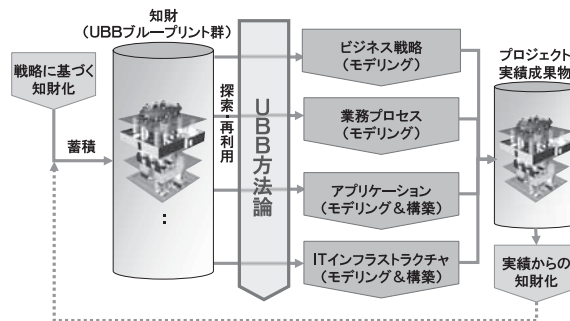 知財
（UBBブループリント群）
戦略に基づく
知財化
蓄積
：
探索・再利用
UBB方法論
ビジネス戦略
（モデリング）
業務プロセス
（モデリング）
アプリケーション
（モデリング＆構築）
ITインフラストラクチャ
（モデリング＆構築）
プロジェクト
実績成果物
実績からの
知財化